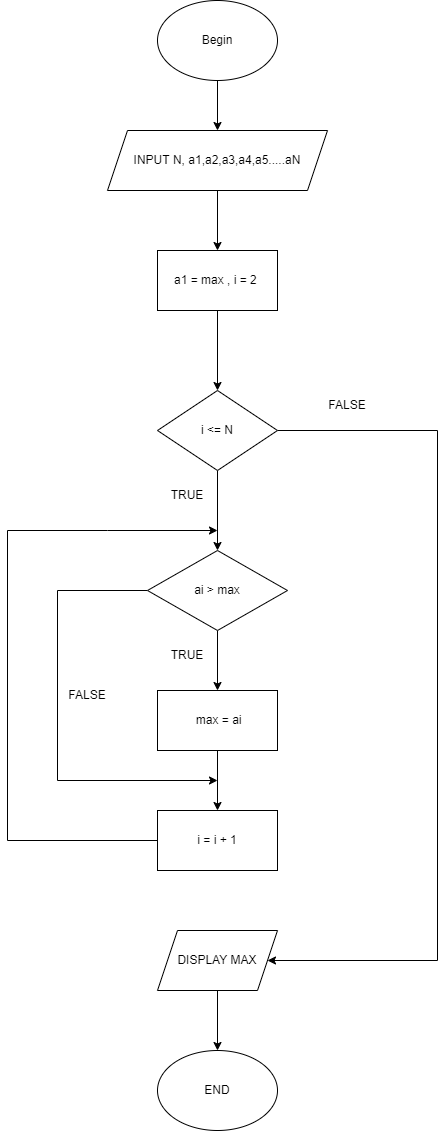 Begin
INPUT N, a1,a2,a3,a4,a5.....aN
a1 = max , i = 2
FALSE
i <= N
TRUE
ai > max
TRUE
FALSE
max = ai
i = i + 1
DISPLAY MAX
END